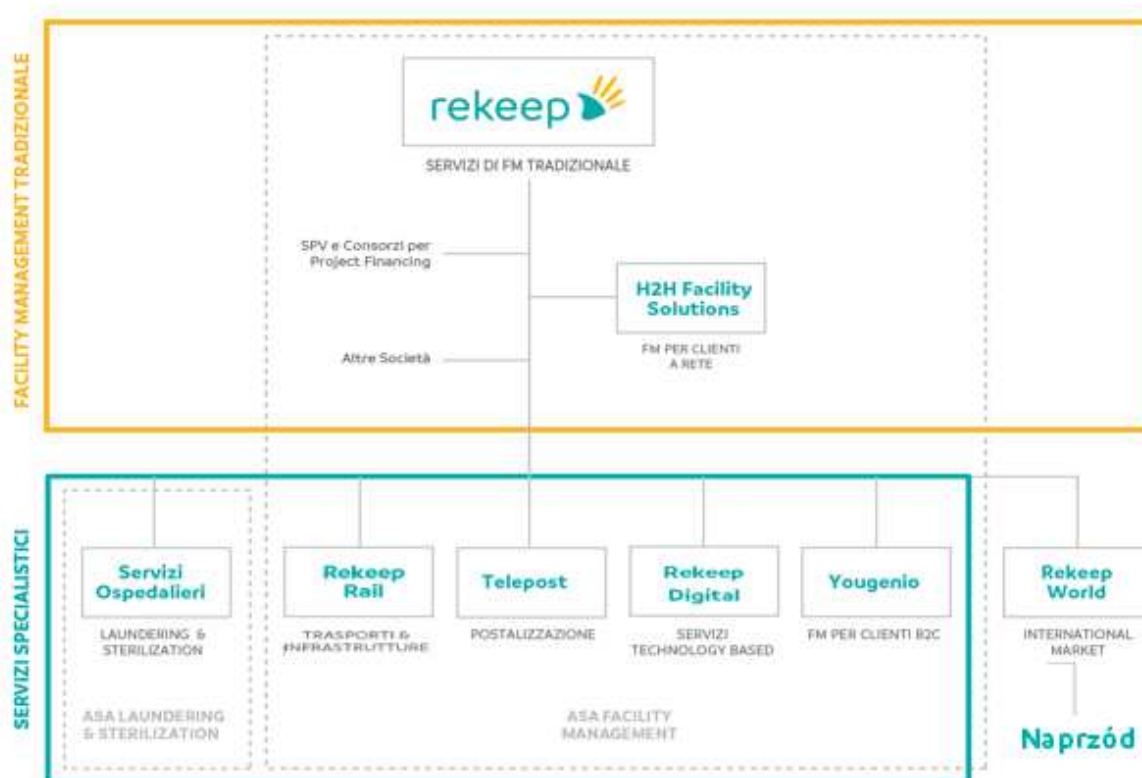 FACILITY MANAGEMENT TRADIZIONALE
rekeep
SERVIZI DI FM TRADIZIONALE
SPV e Consorzi per
Project Financing
H2H Facility
Solutions
FM PER CLIENTI
A RETE
Altre Società
SERVIZI SPECIALISTICI
Servizi
Ospedalieri
LAUNDERING &
STERILIZATION
Rekeep
Rail
TRASPORTI &
INFRASTRUTTURE
Telepost
POSTALIZZAZIONE
Rekeep
Digital
SERVIZI
TECHNOLOGY BASED
Yougenio
FM PER CLIENTI B2C
Rekeep
World
INTERNATIONAL
MARKET
ASA LAUNDERING
& STERILIZATION
ASA FACILITY
MANAGEMENT
Naprzód